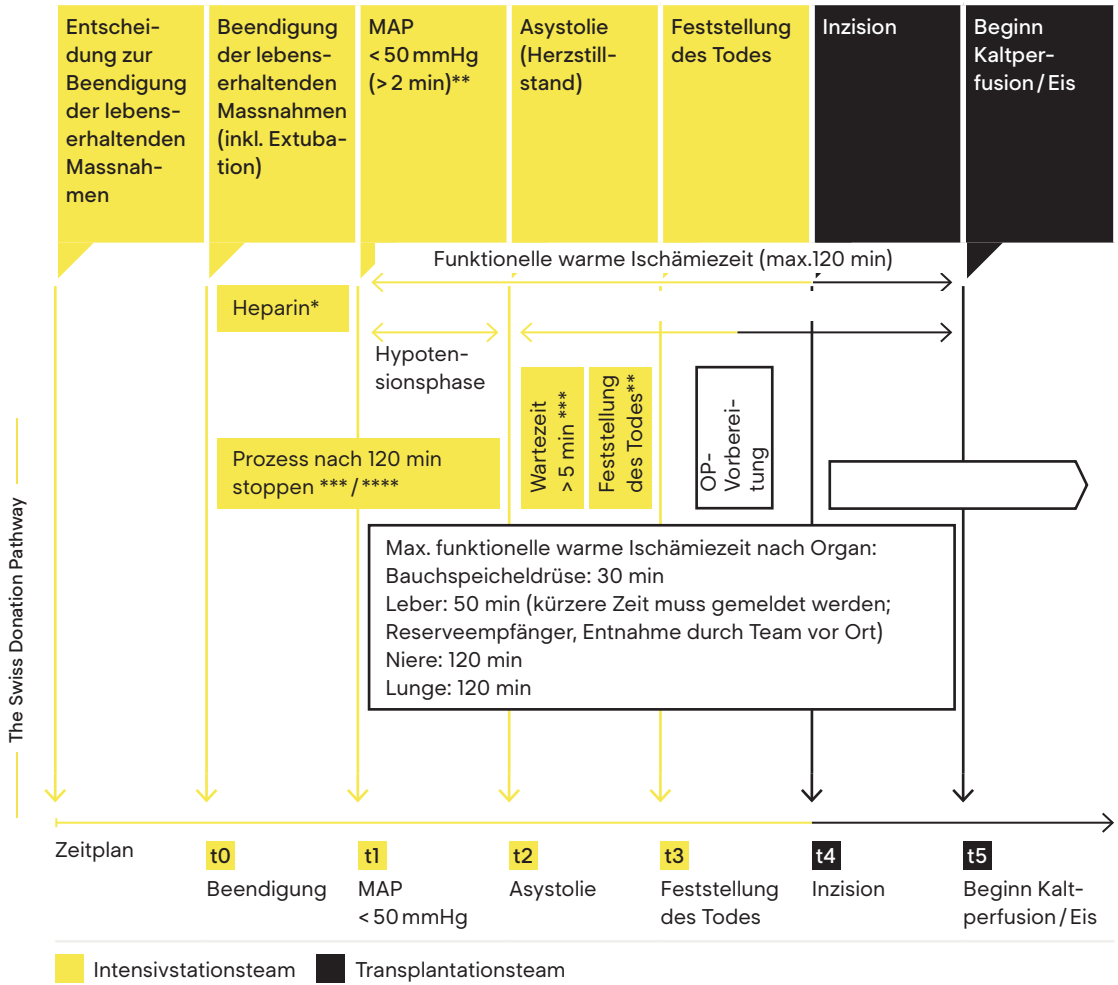 Entschei-
dung zur
Beendigung
der lebens-
erhaltenden
Massnah-
men
Beendigung
der lebens-
erhaltenden
Massnahmen
(inkl. Extuba-
tion)
MAP
< 50 mmHg
(> 2 min)**
Asystolie
(Herzstill-
stand)
Feststellung
des Todes
Inzision
Beginn
Kaltper-
fusion / Eis
Funktionelle warme Ischämiezeit (max.120 min)
Heparin*
Hypoten-
sionsphase
Wartezeit
> 5 min ***
Feststellung
des Todes**
OP-
Vorberei-
tung
Prozess nach 120 min
stoppen *** / ****
Max. funktionelle warme Ischämiezeit nach Organ:
Bauchspeicheldrüse: 30 min
Leber: 50 min (kürzere Zeit muss gemeldet werden;
Reserveempfänger, Entnahme durch Team vor Ort)
Niere: 120 min
Lunge: 120 min
The Swiss Donation Pathway
Zeitplan
t0
Beendigung
t1
MAP
< 50 mmHg
t2
Asystolie
t3
Feststellung
des Todes
t4
Inzision
t5
Beginn Kalt-
perfusion / Eis
Intensivstationsteam
Transplantationsteam